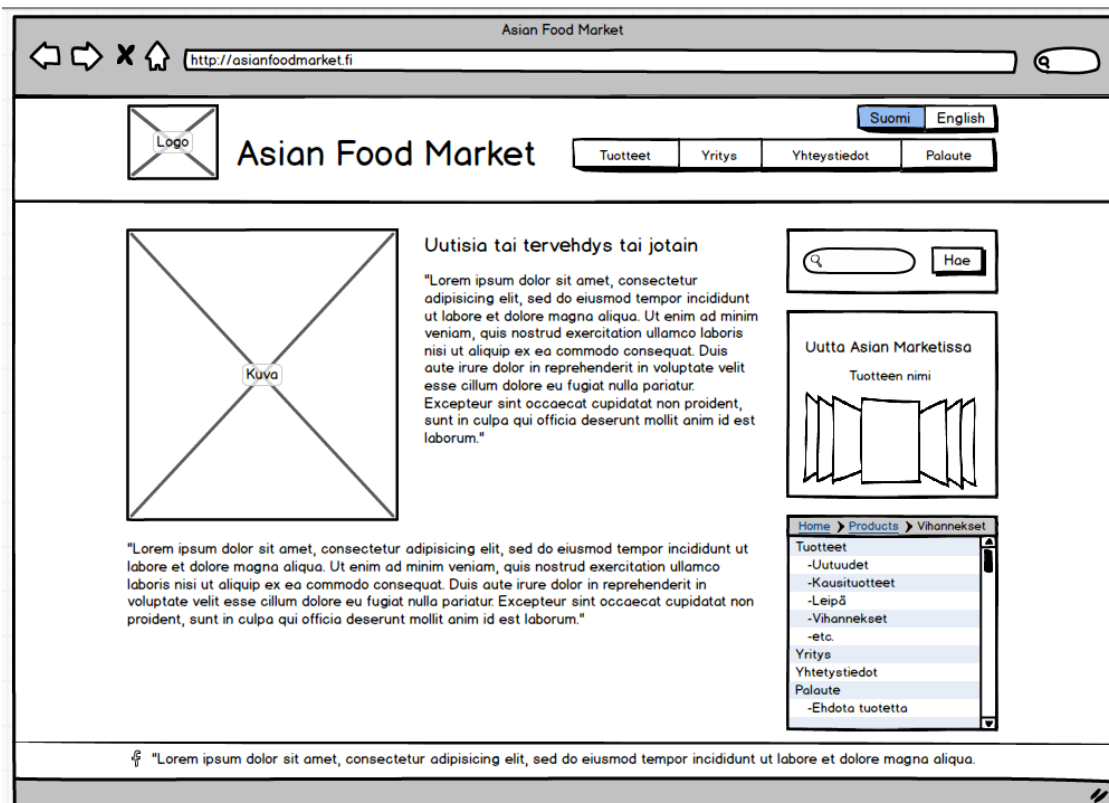 Asian Food Market
http://asianfoodmarket.fi
Suomi English
Logo
Asian Food Market
Tuotteet Yritys Yhteystiedot Palaute
Kuva
Uutisia tai tervehdys tai jotain
"Lorem ipsum dolor sit amet, consectetur
adipisicing elit, sed do eiusmod tempor incididunt
ut labore et dolore magna aliqua. Ut enim ad minim
veniam, quis nostrud exercitation ullamco laboris
nisi ut aliquip ex ea commodo consequat. Duis
aute irure dolor in reprehenderit in voluptate velit
esse cillum dolore eu fugiat nulla pariatur.
Excepteur sint occaecat cupidatat non proident,
sunt in culpa qui officia deserunt mollit anim id est
laborum."
"Lorem ipsum dolor sit amet, consectetur adipisicing elit, sed do eiusmod tempor incididunt ut
labore et dolore magna aliqua. Ut enim ad minim veniam, quis nostrud exercitation ullamco
laboris nisi ut aliquip ex ea commodo consequat. Duis aute irure dolor in reprehenderit in
voluptate velit esse cillum dolore eu fugiat nulla pariatur. Excepteur sint occaecat cupidatat non
proident, sunt in culpa qui officia deserunt mollit anim id est laborum."
Hae
Uutta Asian Marketissa
Tuotteen nimi
Home > Products > Vihannekset
Tuotteet
-Uutuudet
-Kausituotteet
-Leipä
-Vihannekset
-etc.
Yritys
Yhtetystiedot
Palaute
-Ehdota tuotetta
f "Lorem ipsum dolor sit amet, consectetur adipisicing elit, sed do eiusmod tempor incididunt ut labore et dolore magna aliqua.